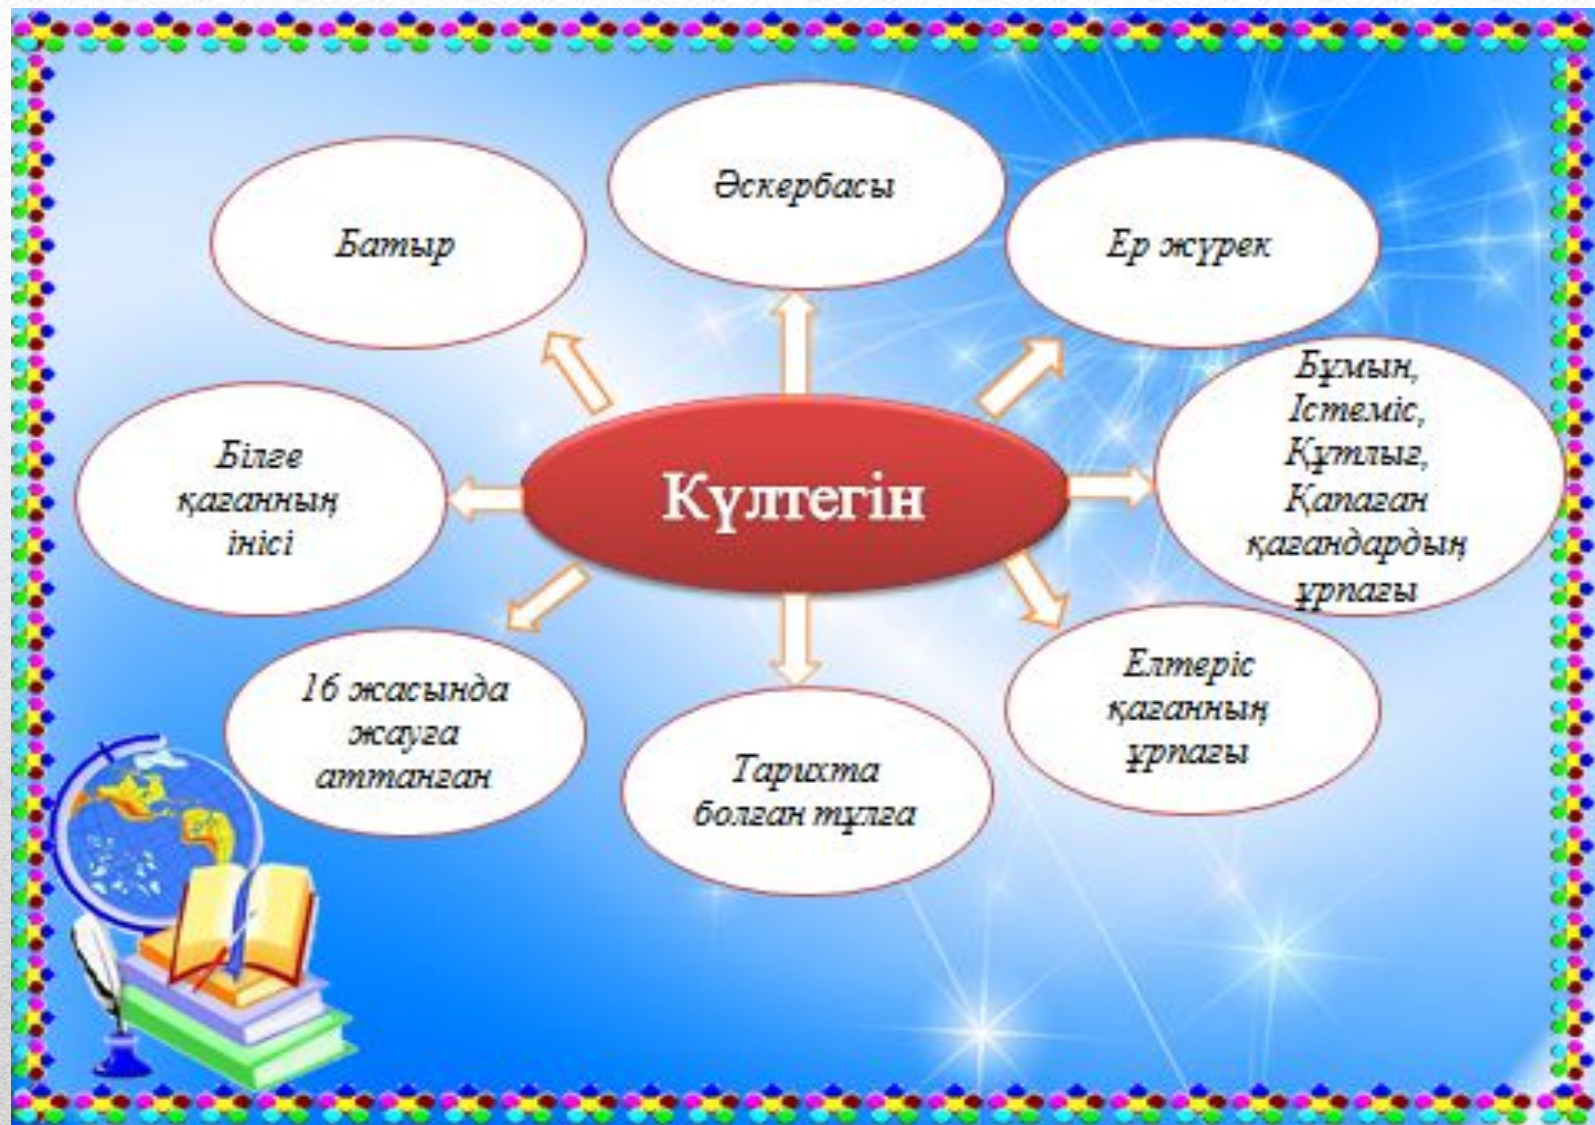 Әскербасы
Батыр
Ер жүрек
Бұмын,
Істеміс,
Құтлығ,
Қапаған
қағандардың
ұрпағы
Білге
қағанның
інісі
Күлтегін
Елтеріс
қағанның
ұрпағы
16 жасында
жауға
аттанған
Тарихта
болған тұлға